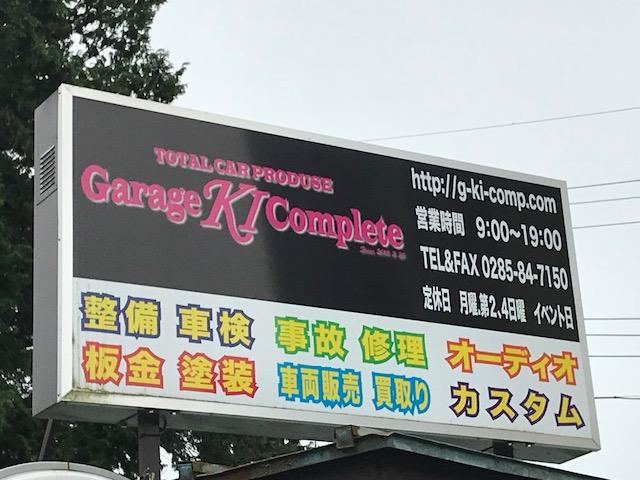 TOTAL CAR PRODUSE
Garage KI Complete
http://g-ki-comp.com
営業時間 9:00～19:00
TEL&FAX 0285-84-7150
定休日 月曜.第2、4日曜 イベント日
整備 車検 事故 修理 オーディオ
板金 塗装 車両販売 買取り カスタム